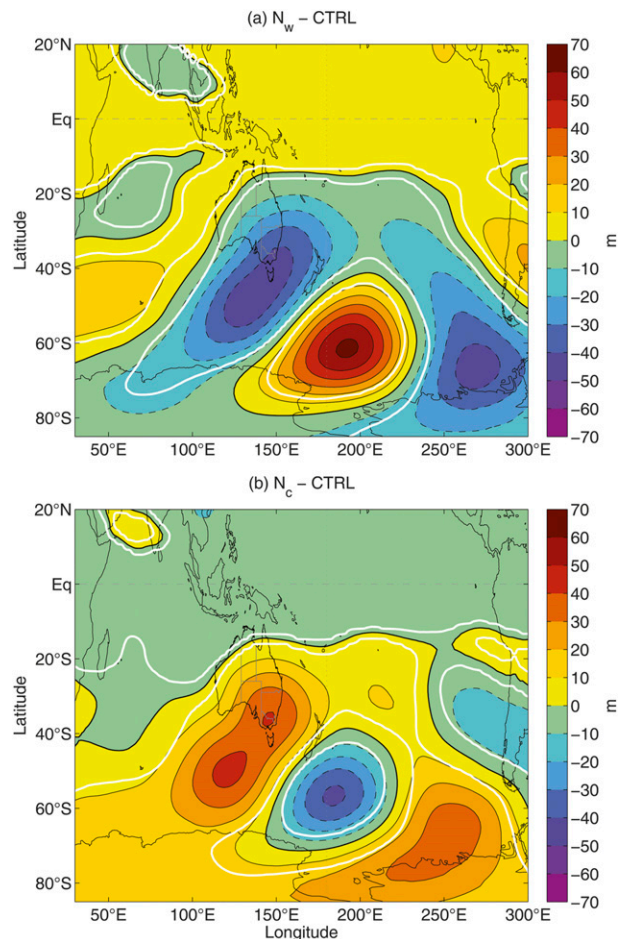 (a) N_w − CTRL
20°N
Eq
20°S
40°S
60°S
80°S
Latitude
50°E
100°E
150°E
200°E
250°E
300°E
70
60
50
40
30
20
10
0
−10
−20
−30
−40
−50
−60
−70
m
(b) N_c − CTRL
20°N
Eq
20°S
40°S
60°S
80°S
Latitude
50°E
100°E
150°E
200°E
250°E
300°E
Longitude
70
60
50
40
30
20
10
0
−10
−20
−30
−40
−50
−60
−70
m